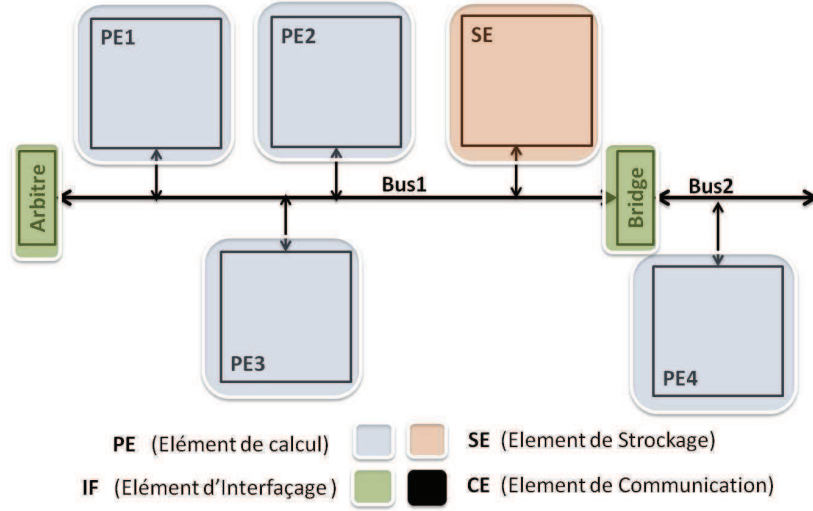 PE1
PE2
SE
Arbitre
Bus1
Bridge
Bus2
PE3
PE4
PE (Elément de calcul)
SE (Element de Strockage)
IF (Elément d'Interfaçage)
CE (Element de Communication)